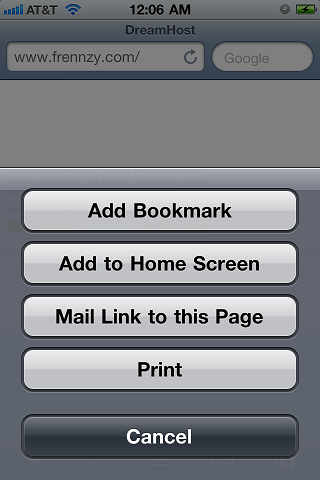 AT&T 12:06 AM
DreamHost
www.frennzy.com/ Google
Add Bookmark
Add to Home Screen
Mail Link to this Page
Print
Cancel